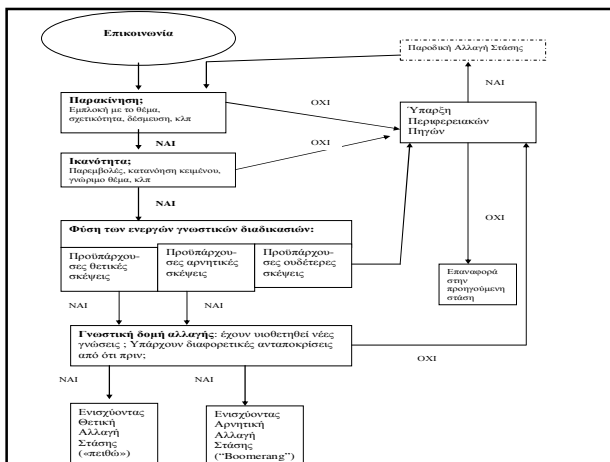 Επικοινωνία
Παροδική Αλλαγή Στάσης
ΝΑΙ
Παρακίνηση;
Εμπλοκή με το θέμα,
σχετικότητα, δέσμευση, κλπ
ΟΧΙ
Ύπαρξη
Περιφερειακών
Πηγών
ΝΑΙ
ΟΧΙ
Ικανότητα;
Παρεμβολές, κατανόηση κειμένου,
γνώριμο θέμα, κλπ
ΝΑΙ
Φύση των ενεργών γνωστικών διαδικασιών:
Προϋπάρχου-
σες θετικές
σκέψεις
Προϋπάρχου-
σες αρνητικές
σκέψεις
Προϋπάρχου-
σες ουδέτερες
σκέψεις
ΟΧΙ
Επαναφορά
στην
προηγούμενη
στάση
ΝΑΙ
ΝΑΙ
Γνωστική δομή αλλαγής: έχουν υιοθετηθεί νέες
γνώσεις ; Υπάρχουν διαφορετικές ανταποκρίσεις
από ότι πριν;
ΟΧΙ
ΝΑΙ
ΝΑΙ
Ενισχύοντας
Θετική
Αλλαγή
Στάσης
(«πειθώ»)
Ενισχύοντας
Αρνητική
Αλλαγή
Στάσης
("Boomerang")